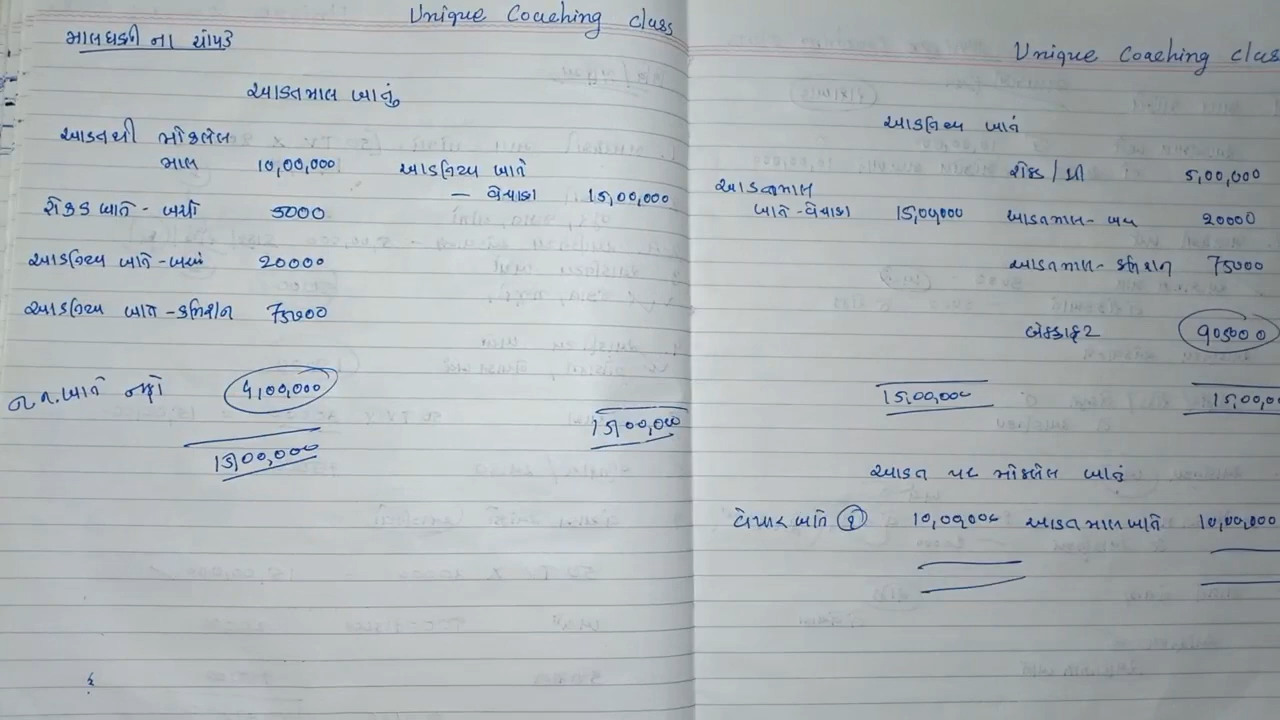 Unique Coaching Class
માલધણી ના ચોપડે
આડતમાલ ખાતું
આડતથી મોકલેલ
માલ 10,00,000 આડતિયા ખાતે
- વેચાણ 15,00,000
રોકડ ખાતે - ખર્ચા 5000
આડતિયા ખાતે - ખર્ચ 20000
આડતિયા ખાતે - કમિશન 75000
ન.નુ. ખાતે નફો 4,00,000
15,00,000
15,00,000
Unique Coaching Clas
આડતિયા ખાતું
રોકડ / 5,00,000
આડતમાલ
ખાતે - વેચાણ 15,00,000 આડતમાલ - ખર્ચ 20000
આડતમાલ - કમિશન 75000
905000
15,00,000 15,00,00
આડત પર મોકલેલ ખાતું
વેપાર ખાતે 10,00,000 આડતમાલ ખાતે 10,00,000